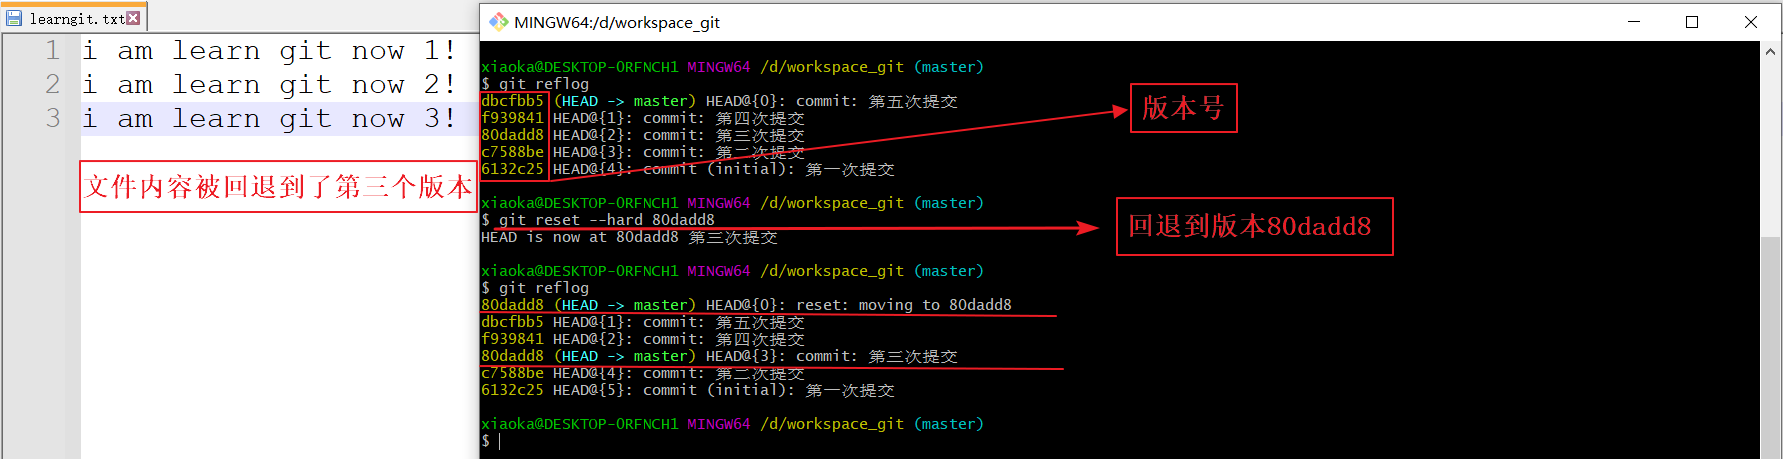 learngit.txt
1 i am learn git now 1!
2 i am learn git now 2!
3 i am learn git now 3!
文件内容被回退到了第三个版本
MINGW64:/d/workspace_git
xiaoka@DESKTOP-ORFNCH1 MINGW64 /d/workspace_git (master)
$ git reflog
dbcfbb5 (HEAD -> master) HEAD@{0}: commit: 第五次提交
f939841 HEAD@{1}: commit: 第四次提交
80dadd8 HEAD@{2}: commit: 第三次提交
c7588be HEAD@{3}: commit: 第二次提交
6132c25 HEAD@{4}: commit (initial): 第一次提交
版本号
xiaoka@DESKTOP-ORFNCH1 MINGW64 /d/workspace_git (master)
$ git reset --hard 80dadd8
HEAD is now at 80dadd8 第三次提交
回退到版本80dadd8
xiaoka@DESKTOP-ORFNCH1 MINGW64 /d/workspace_git (master)
$ git reflog
80dadd8 (HEAD -> master) HEAD@{0}: reset: moving to 80dadd8
dbcfbb5 HEAD@{1}: commit: 第五次提交
f939841 HEAD@{2}: commit: 第四次提交
80dadd8 (HEAD -> master) HEAD@{3}: commit: 第三次提交
c7588be HEAD@{4}: commit: 第二次提交
6132c25 HEAD@{5}: commit (initial): 第一次提交
xiaoka@DESKTOP-ORFNCH1 MINGW64 /d/workspace_git (master)
$